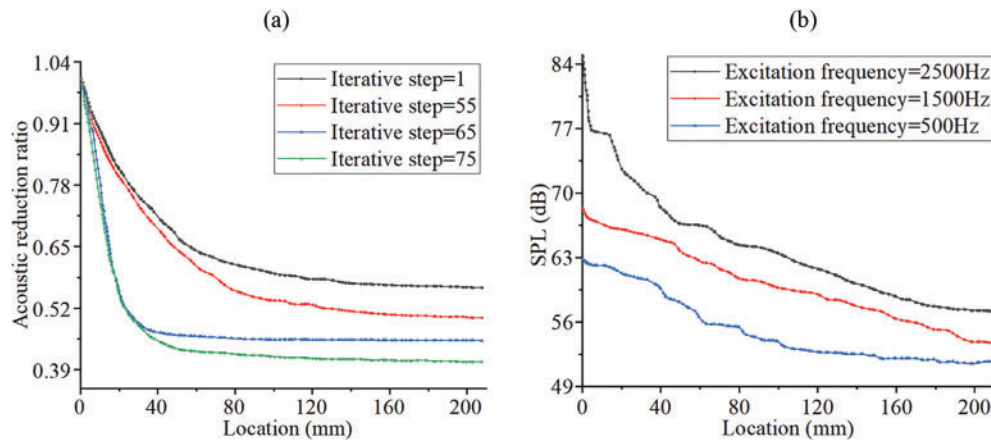 (a)
Acoustic reduction ratio
1.04
0.91
0.78
0.65
0.52
0.39
Iterative step=1
Iterative step=55
Iterative step=65
Iterative step=75
0 40 80 120 160 200
Location (mm)
(b)
SPL (dB)
84
77
70
63
56
49
Excitation frequency=2500Hz
Excitation frequency=1500Hz
Excitation frequency=500Hz
0 40 80 120 160 200
Location (mm)